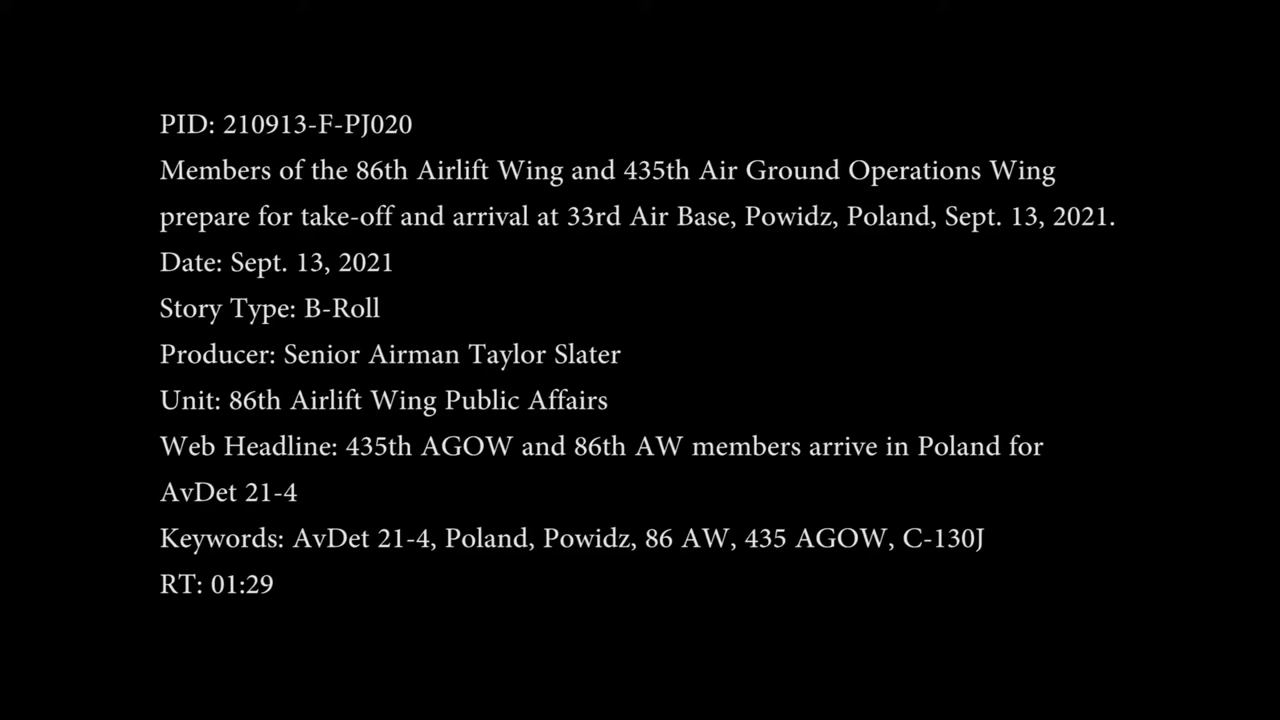 PID: 210913-F-PJ020
Members of the 86th Airlift Wing and 435th Air Ground Operations Wing
prepare for take-off and arrival at 33rd Air Base, Powidz, Poland, Sept. 13, 2021.
Date: Sept. 13, 2021
Story Type: B-Roll
Producer: Senior Airman Taylor Slater
Unit: 86th Airlift Wing Public Affairs
Web Headline: 435th AGOW and 86th AW members arrive in Poland for
AvDet 21-4
Keywords: AvDet 21-4, Poland, Powidz, 86 AW, 435 AGOW, C-130J
RT: 01:29